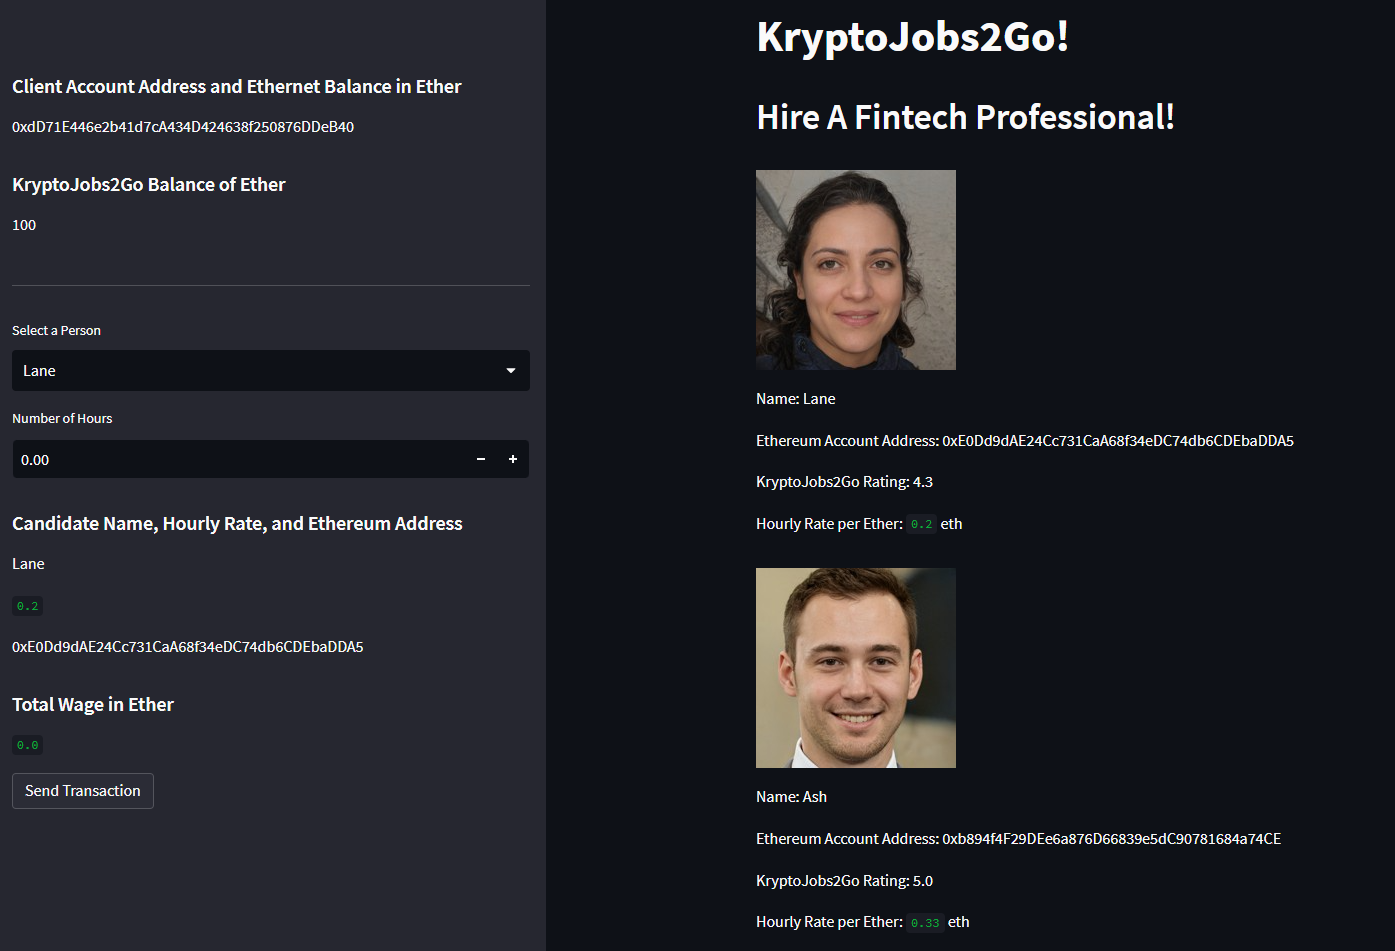 Client Account Address and Ethernet Balance in Ether
0xdD71E446e2b41d7cA434D424638f250876DDeB40
KryptoJobs2Go Balance of Ether
100
Select a Person
Lane
Number of Hours
0.00
Candidate Name, Hourly Rate, and Ethereum Address
Lane
0.2
0xE0Dd9dAE24Cc731CaA68f34eDC74db6CDEbaDDA5
Total Wage in Ether
0.0
Send Transaction
KryptoJobs2Go!
Hire A Fintech Professional!
Name: Lane
Ethereum Account Address: 0xE0Dd9dAE24Cc731CaA68f34eDC74db6CDEbaDDA5
KryptoJobs2Go Rating: 4.3
Hourly Rate per Ether: 0.2 eth
Name: Ash
Ethereum Account Address: 0xb894f4F29DEe6a876D66839e5dC90781684a74CE
KryptoJobs2Go Rating: 5.0
Hourly Rate per Ether: 0.33 eth